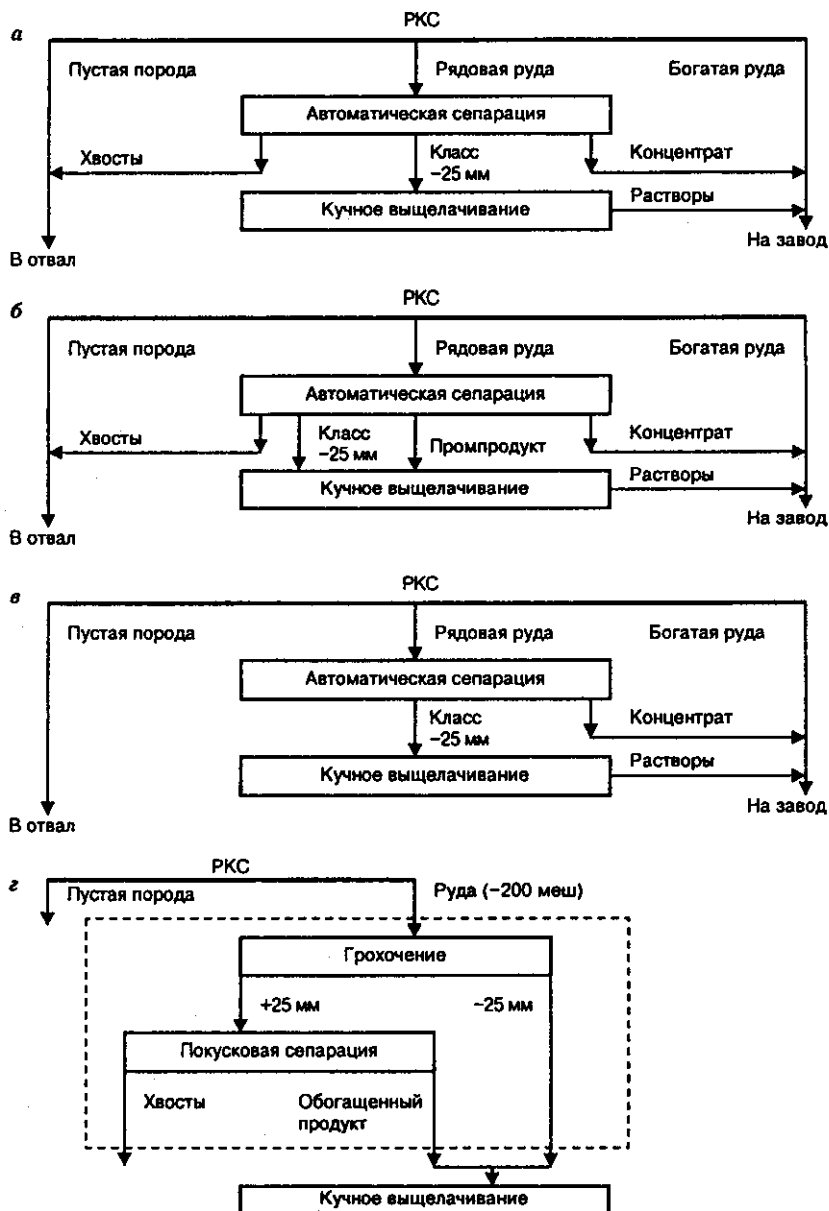 а
РКС
Пустая порода
Рядовая руда
Богатая руда
Автоматическая сепарация
Хвосты
Класс
−25 мм
Концентрат
Кучное выщелачивание
Растворы
В отвал
На завод
б
РКС
Пустая порода
Рядовая руда
Богатая руда
Автоматическая сепарация
Хвосты
Класс
−25 мм
Промпродукт
Концентрат
Кучное выщелачивание
Растворы
В отвал
На завод
в
РКС
Пустая порода
Рядовая руда
Богатая руда
Автоматическая сепарация
Класс
−25 мм
Концентрат
Кучное выщелачивание
Растворы
В отвал
На завод
г
РКС
Пустая порода
Руда (−200 меш)
Грохочение
+25 мм
−25 мм
Покусковая сепарация
Хвосты
Обогащенный
продукт
Кучное выщелачивание